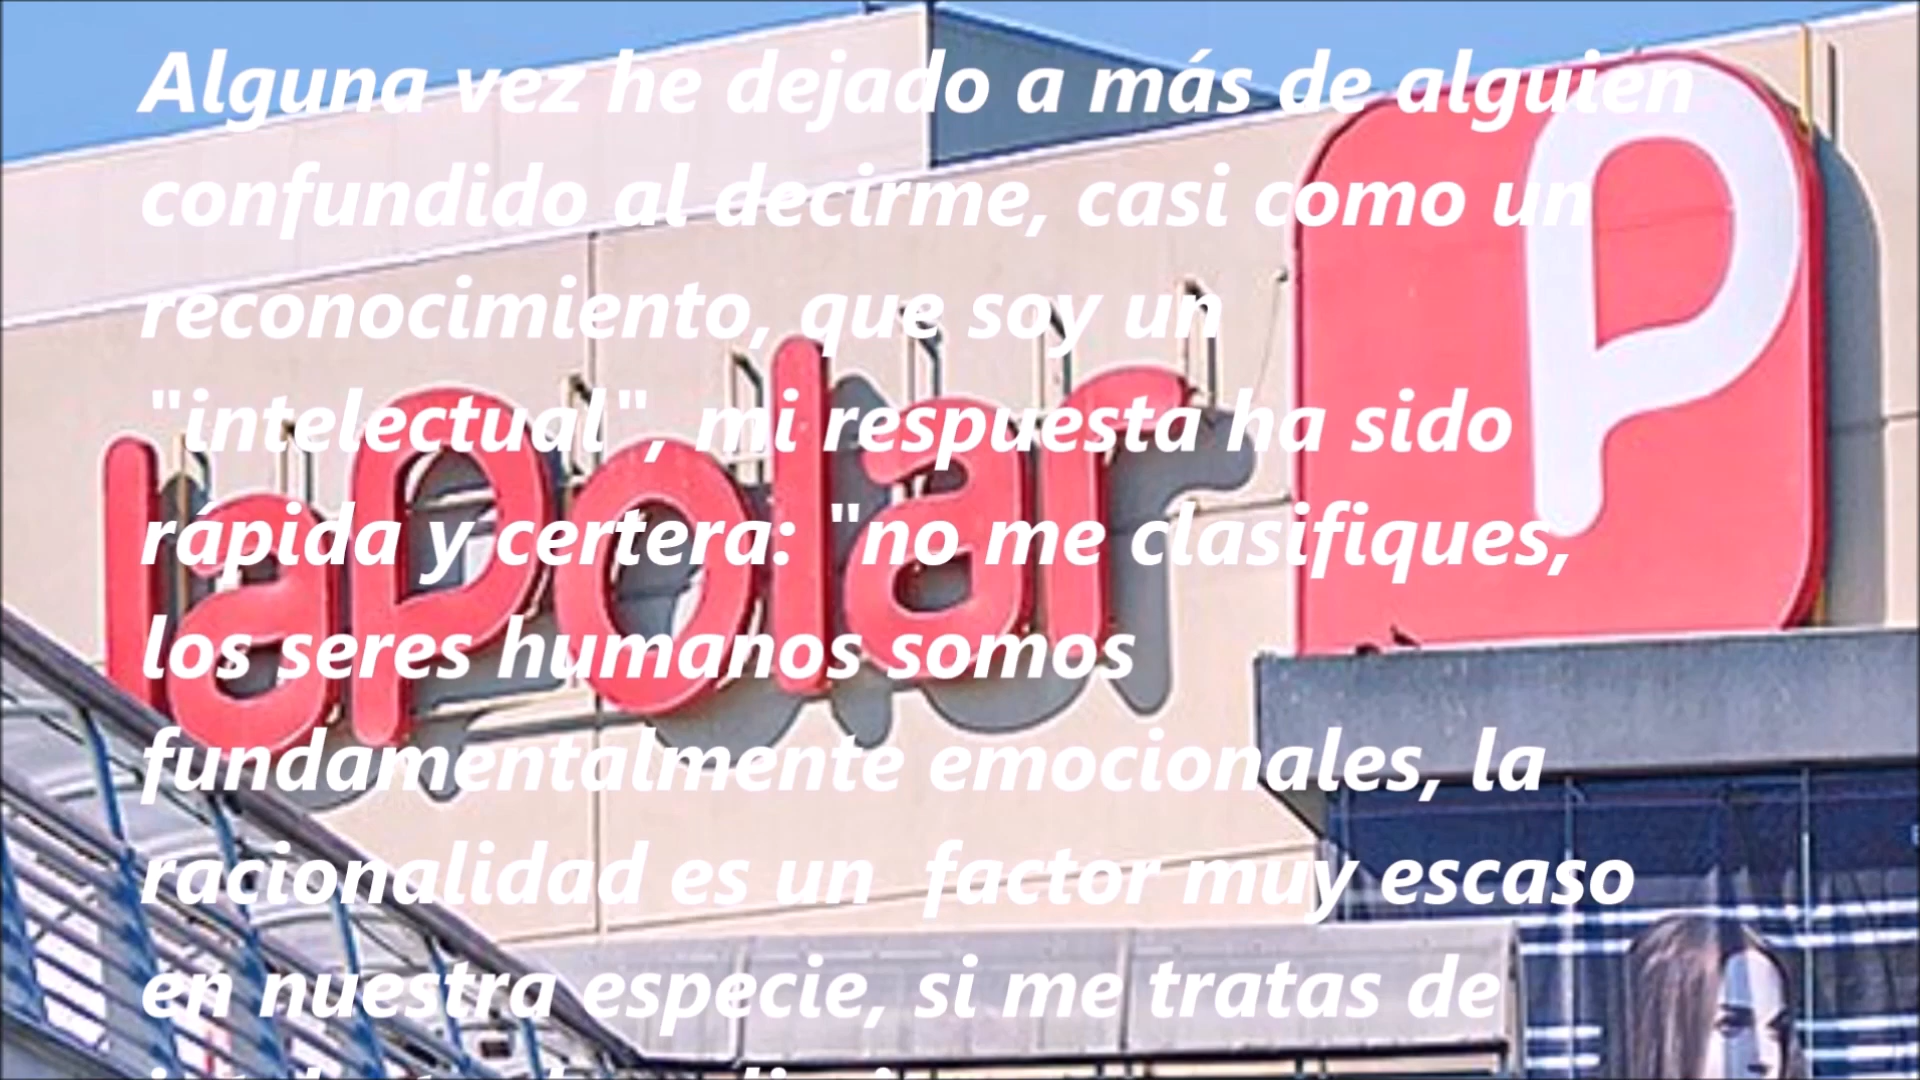 Alguna vez he dejado a más de alguien
confundido al decirme, casi como un
reconocimiento, que soy un
"intelectual", mi respuesta ha sido
rápida y certera: "no me clasifiques,
los seres humanos somos
fundamentalmente emocionales, la
racionalidad es un  factor muy escaso
en nuestra especie, si me tratas de
laPolar
P